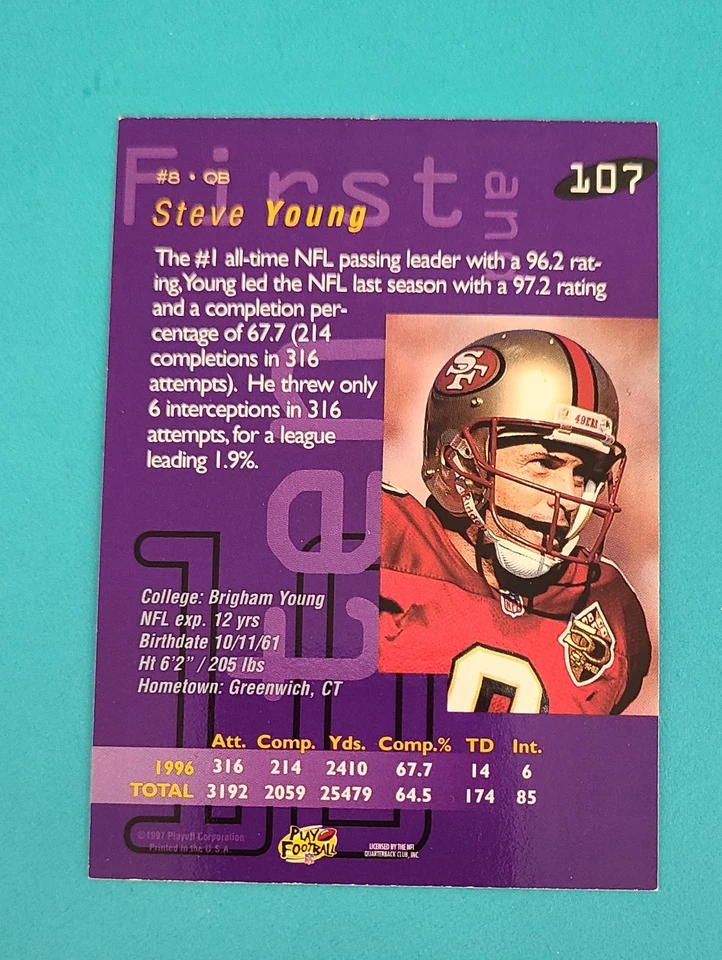 First and
#8 • QB
107
Steve Young
The #1 all-time NFL passing leader with a 96.2 rat-
ing, Young led the NFL last season with a 97.2 rating
and a completion per-
centage of 67.7 (214
completions in 316
attempts). He threw only
6 interceptions in 316
attempts, for a league
leading 1.9%.
ten
10
SF
49ERS
NFL
College: Brigham Young
NFL exp. 12 yrs
Birthdate 10/11/61
Ht 6'2" / 205 lbs
Hometown: Greenwich, CT
Att. Comp. Yds. Comp.% TD Int.
1996 316 214 2410 67.7 14 6
TOTAL 3192 2059 25479 64.5 174 85
©1997 Playoff Corporation
Printed in the U.S.A.
PLAY FOOTBALL
LICENSED BY THE NFL
QUARTERBACK CLUB, INC.